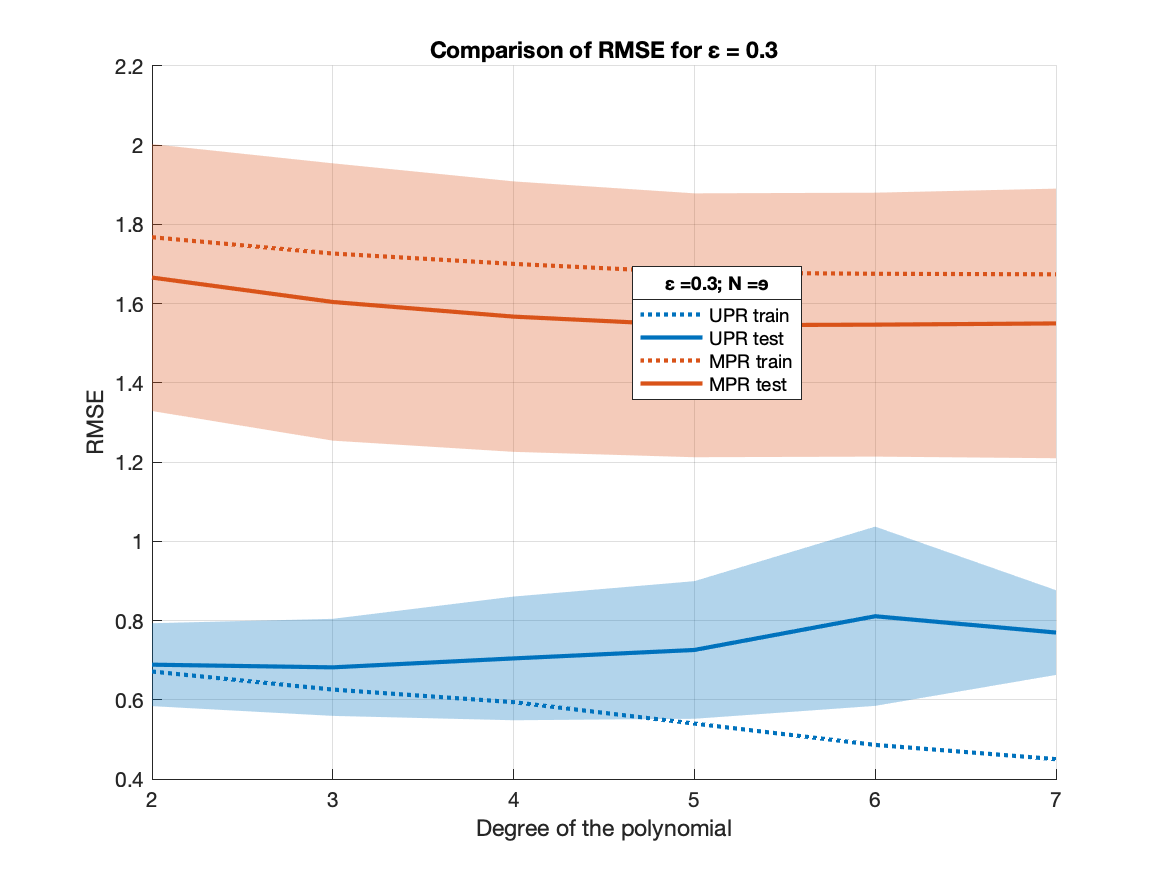 Comparison of RMSE for ε = 0.3
2.2
2
1.8
1.6
1.4
1.2
1
0.8
0.6
0.4
RMSE
ε =0.3; N =ɘ
UPR train
UPR test
MPR train
MPR test
2 3 4 5 6 7
Degree of the polynomial